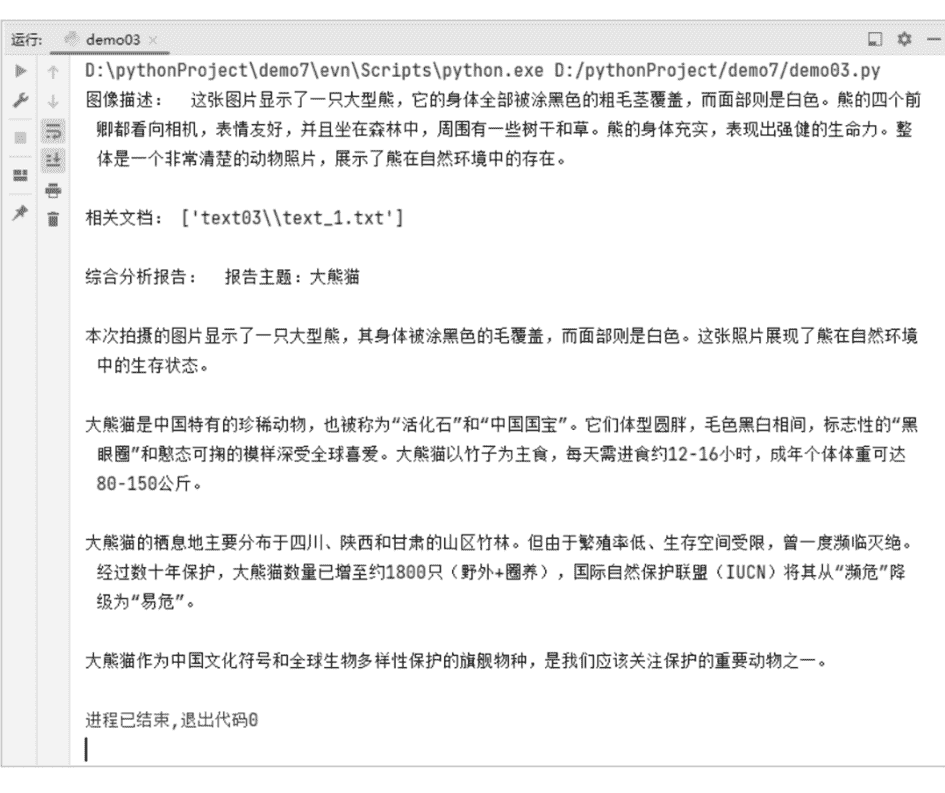 运行: demo03
D:\pythonProject\demo7\evn\Scripts\python.exe D:/pythonProject/demo7/demo03.py
图像描述： 这张图片显示了一只大型熊，它的身体全部被涂黑色的粗毛茎覆盖，而面部则是白色。熊的四个前
卿都看向相机，表情友好，并且坐在森林中，周围有一些树干和草。熊的身体充实，表现出强健的生命力。整
体是一个非常清楚的动物照片，展示了熊在自然环境中的存在。
相关文档： ['text03\\text_1.txt']
综合分析报告： 报告主题：大熊猫
本次拍摄的图片显示了一只大型熊，其身体被涂黑色的毛覆盖，而面部则是白色。这张照片展现了熊在自然环境
中的生存状态。
大熊猫是中国特有的珍稀动物，也被称为“活化石”和“中国国宝”。它们体型圆胖，毛色黑白相间，标志性的“黑
眼圈”和憨态可掬的模样深受全球喜爱。大熊猫以竹子为主食，每天需进食约12-16小时，成年个体体重可达
80-150公斤。
大熊猫的栖息地主要分布于四川、陕西和甘肃的山区竹林。但由于繁殖率低、生存空间受限，曾一度濒临灭绝。
经过数十年保护，大熊猫数量已增至约1800只（野外+圈养），国际自然保护联盟（IUCN）将其从“濒危”降
级为“易危”。
大熊猫作为中国文化符号和全球生物多样性保护的旗舰物种，是我们应该关注保护的重要动物之一。
进程已结束,退出代码0